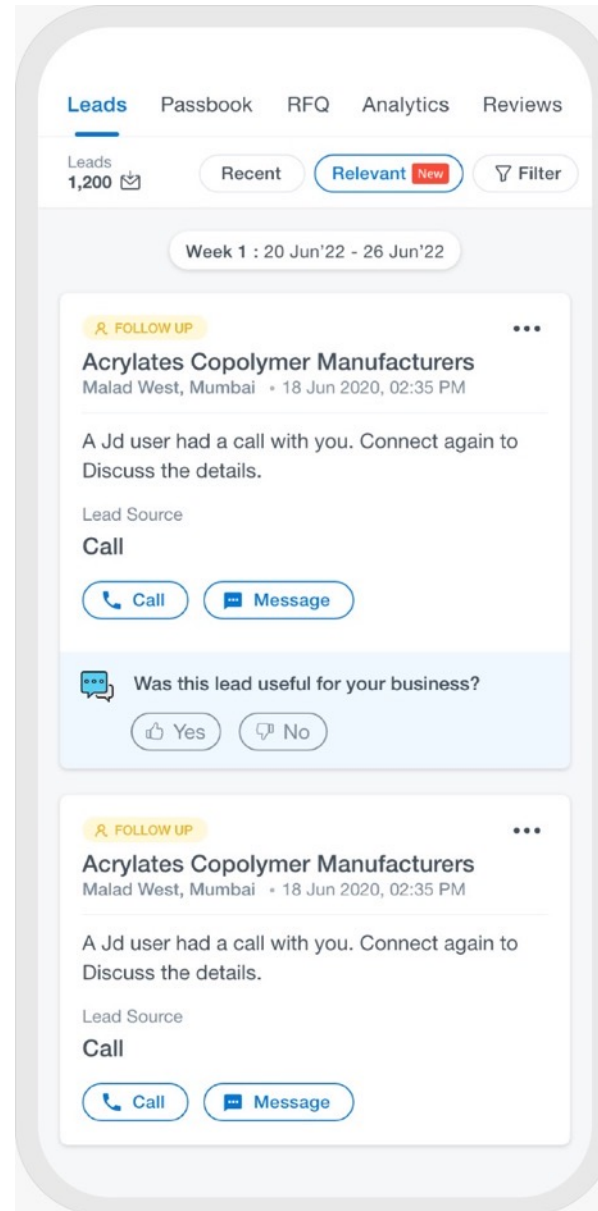 Leads Passbook RFQ Analytics Reviews
Leads
1,200 Recent Relevant New Filter
Week 1 : 20 Jun'22 - 26 Jun'22
FOLLOW UP
Acrylates Copolymer Manufacturers
Malad West, Mumbai • 18 Jun 2020, 02:35 PM
A Jd user had a call with you. Connect again to
Discuss the details.
Lead Source
Call
Call Message
Was this lead useful for your business?
Yes No
FOLLOW UP
Acrylates Copolymer Manufacturers
Malad West, Mumbai • 18 Jun 2020, 02:35 PM
A Jd user had a call with you. Connect again to
Discuss the details.
Lead Source
Call
Call Message